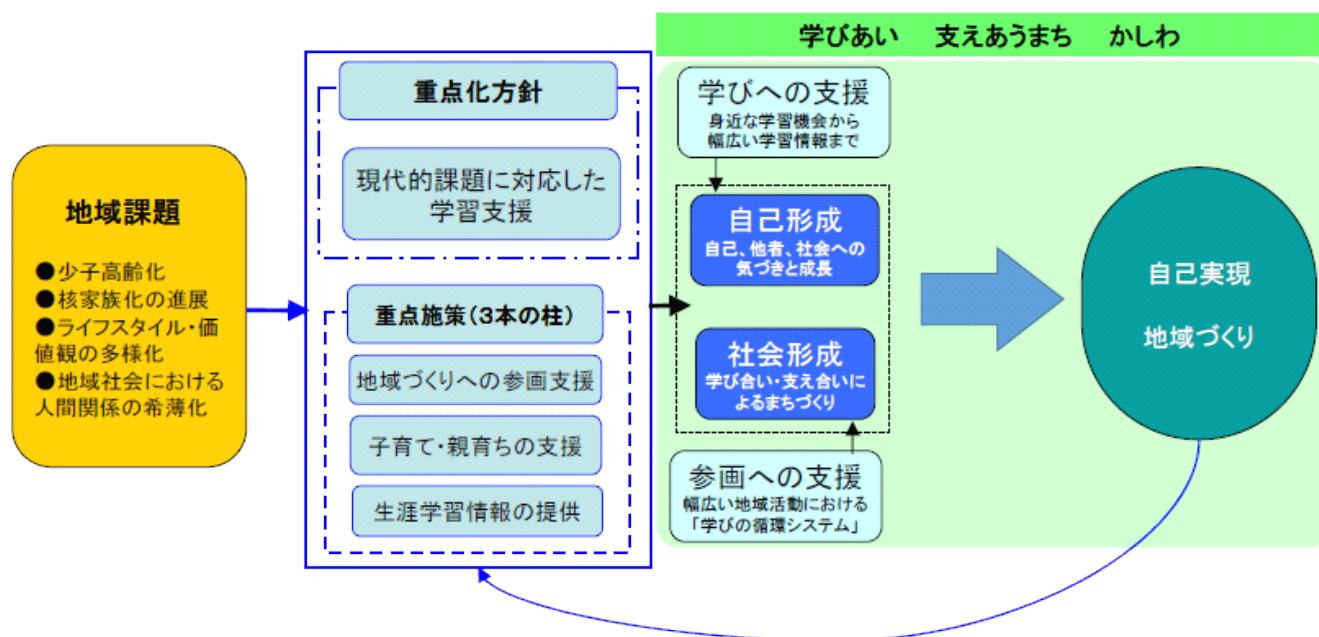 学びあい 支えあうまち かしわ
地域課題
●少子高齢化
●核家族化の進展
●ライフスタイル・価
値観の多様化
●地域社会における
人間関係の希薄化
重点化方針
現代的課題に対応した
学習支援
重点施策(3本の柱)
地域づくりへの参画支援
子育て・親育ちの支援
生涯学習情報の提供
学びへの支援
身近な学習機会から
幅広い学習情報まで
自己形成
自己、他者、社会への
気づきと成長
社会形成
学び合い・支え合いに
よるまちづくり
参画への支援
幅広い地域活動における
「学びの循環システム」
自己実現
地域づくり